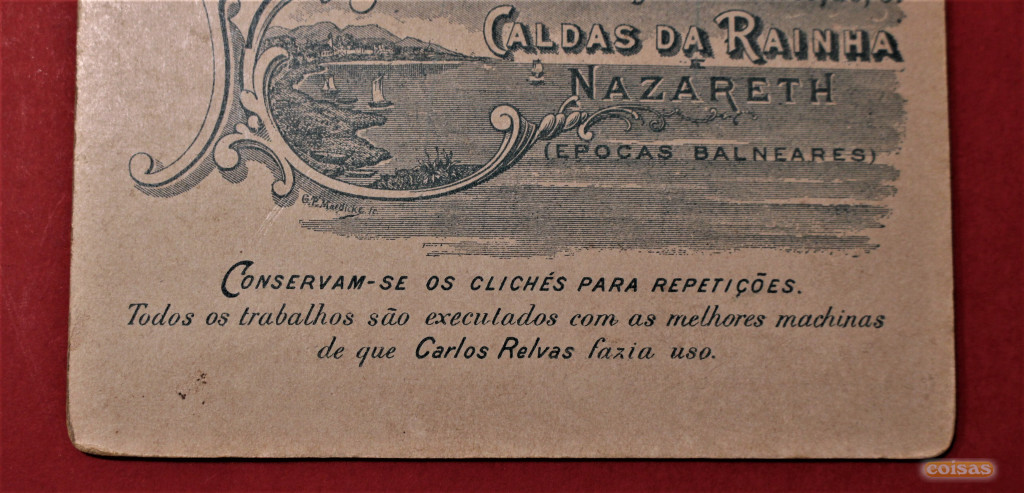 CALDAS DA RAINHA
NAZARETH
(EPOCAS BALNEARES)
CONSERVAM-SE OS CLICHÉS PARA REPETIÇÕES.
Todos os trabalhos são executados com as melhores machinas
de que Carlos Relvas fazia uso.
coisas